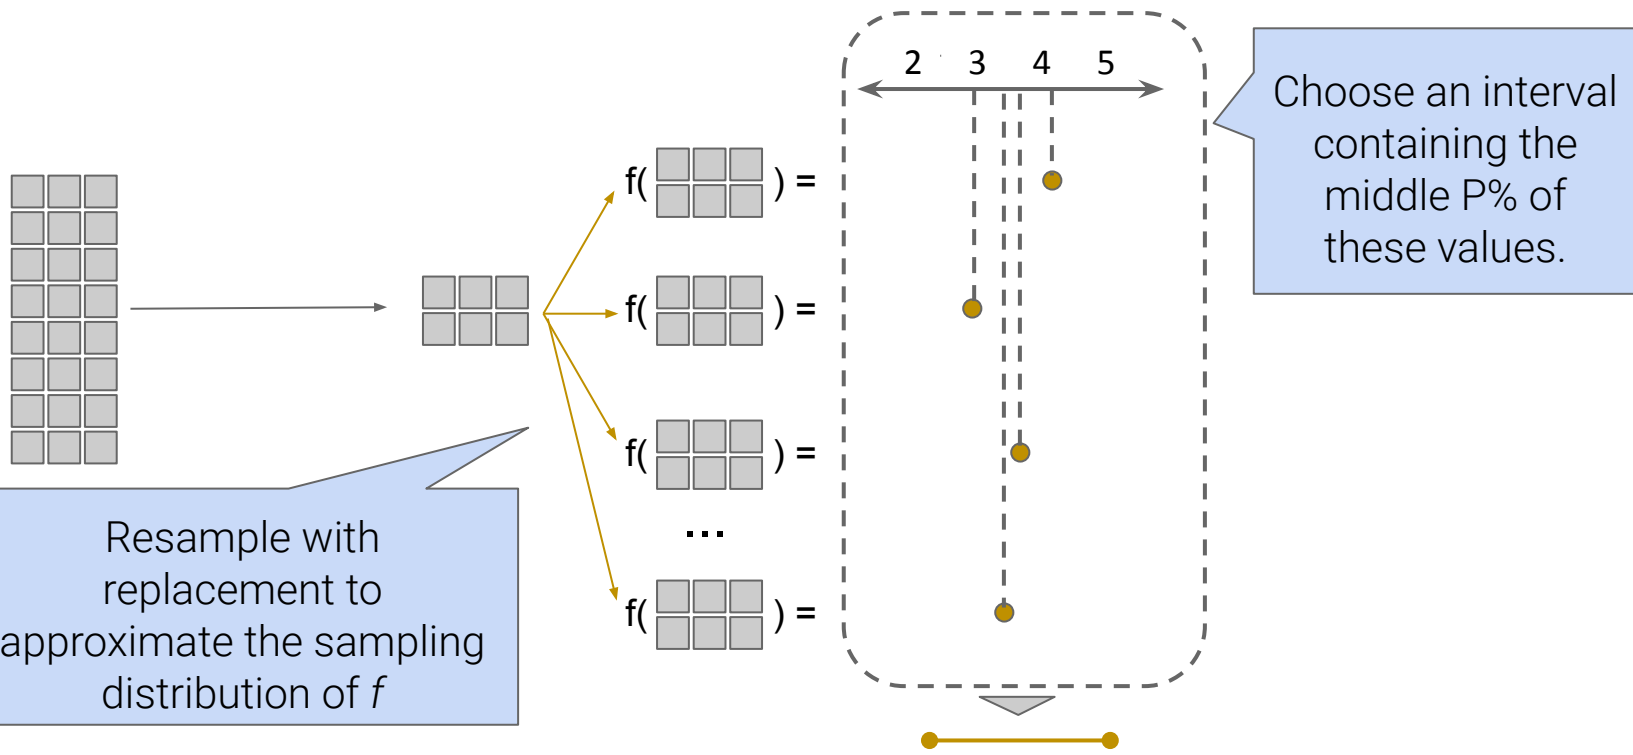 2 3 4 5
Choose an interval
containing the
middle P% of
these values.
f( ) =
f( ) =
f( ) =
...
f( ) =
Resample with
replacement to
approximate the sampling
distribution of f